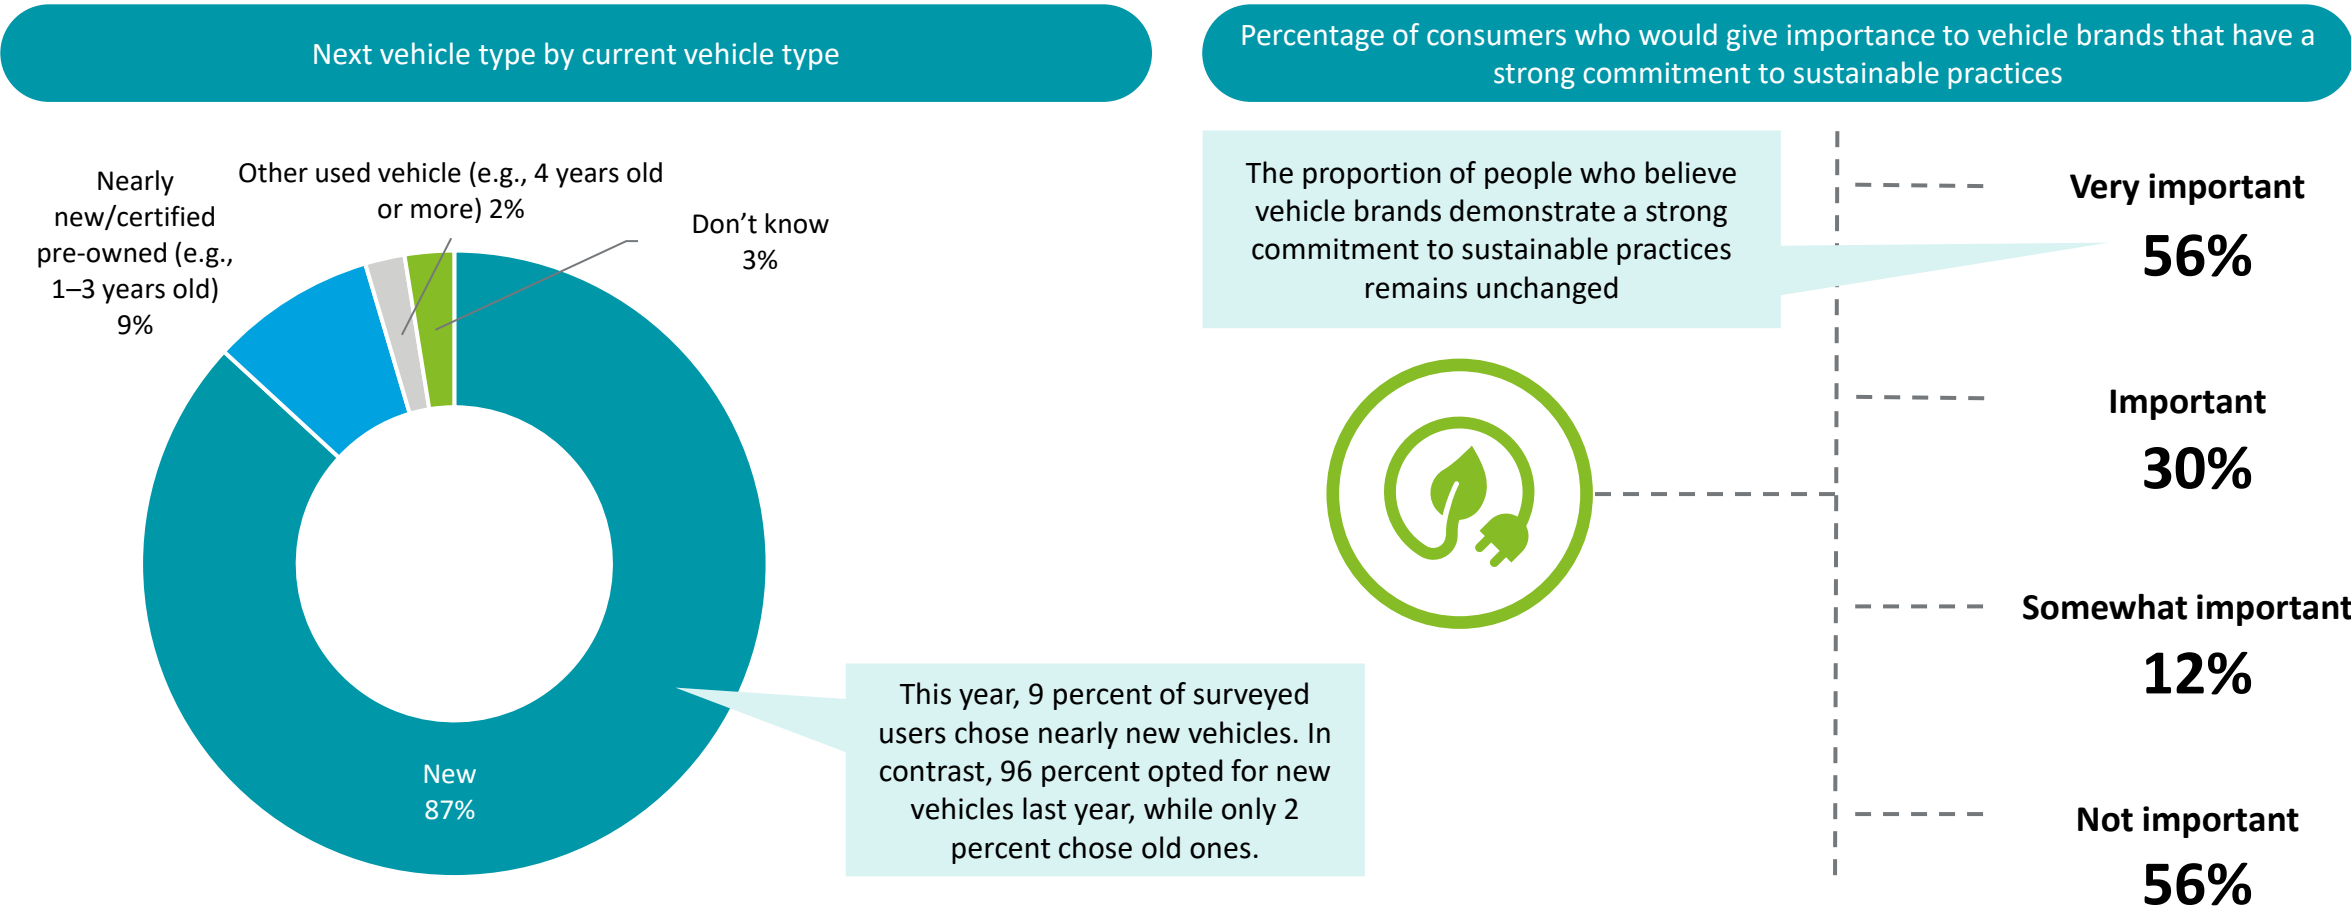 Next vehicle type by current vehicle type
Nearly
new/certified
pre-owned (e.g.,
1–3 years old)
9%
Other used vehicle (e.g., 4 years old
or more) 2%
Don’t know
3%
New
87%
This year, 9 percent of surveyed
users chose nearly new vehicles. In
contrast, 96 percent opted for new
vehicles last year, while only 2
percent chose old ones.
Percentage of consumers who would give importance to vehicle brands that have a
strong commitment to sustainable practices
The proportion of people who believe
vehicle brands demonstrate a strong
commitment to sustainable practices
remains unchanged
Very important
56%
Important
30%
Somewhat important
12%
Not important
56%